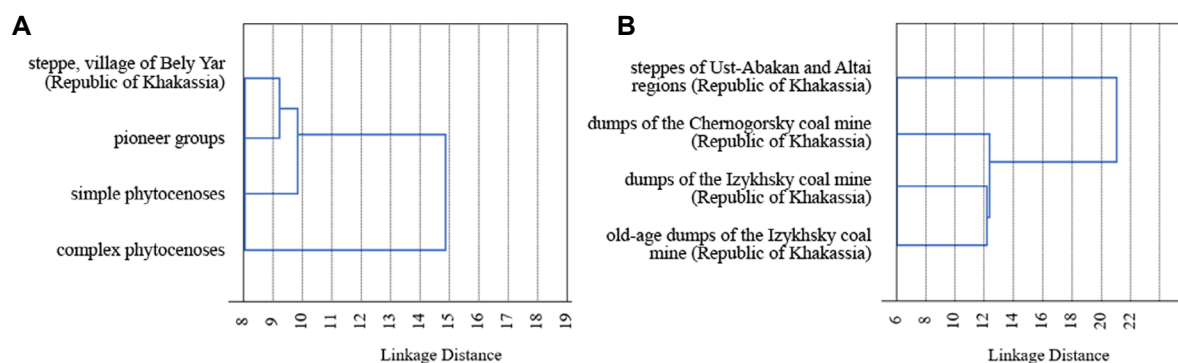 A
steppe, village of Bely Yar
(Republic of Khakassia)
pioneer groups
simple phytocenoses
complex phytocenoses
8 9 10 11 12 13 14 15 16 17 18 19
Linkage Distance
B
steppes of Ust-Abakan and Altai
regions (Republic of Khakassia)
dumps of the Chernogorsky coal mine
(Republic of Khakassia)
dumps of the Izykhsky coal mine
(Republic of Khakassia)
old-age dumps of the Izykhsky coal
mine (Republic of Khakassia)
6 8 10 12 14 16 20 22
Linkage Distance